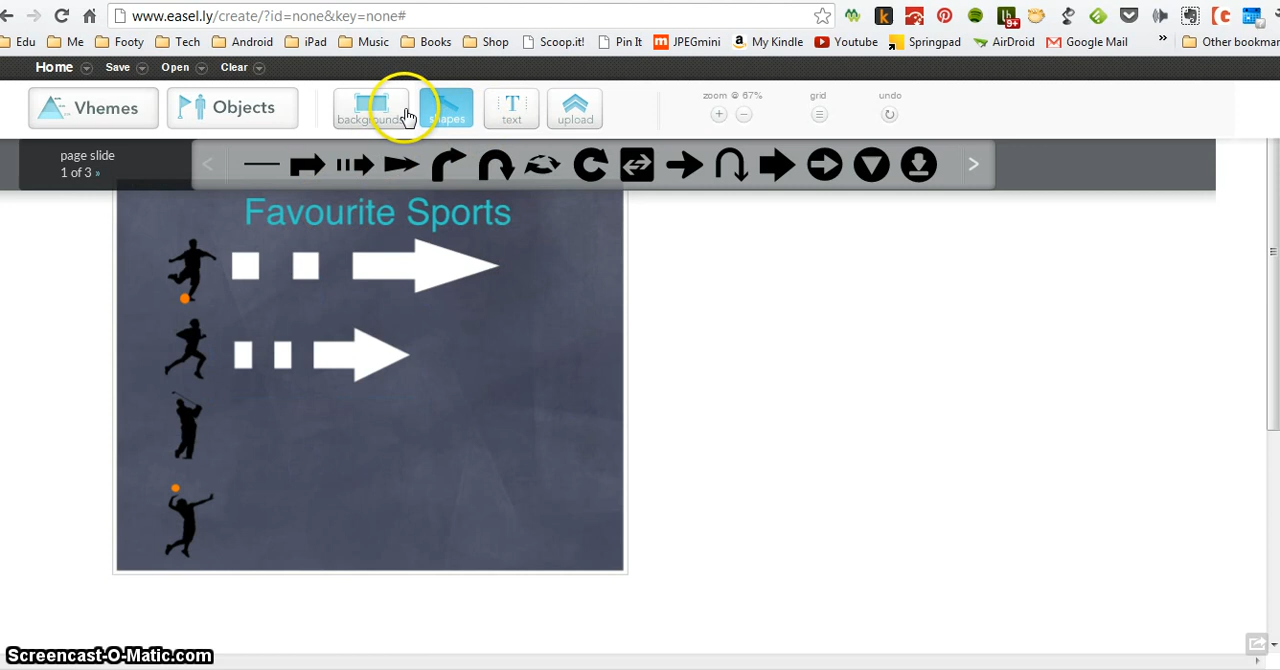 www.easel.ly/create/?id=none&key=none#
9+
Edu Me Footy Tech Android iPad Music Books Shop Scoop.it! Pin It JPEGmini My Kindle Youtube Springpad AirDroid Google Mail » Other bookmar
Home Save Open Clear
Vhemes Objects backgrounds shapes text upload zoom @ 67% grid undo
page slide
1 of 3 »
Favourite Sports
Screencast-O-Matic.com